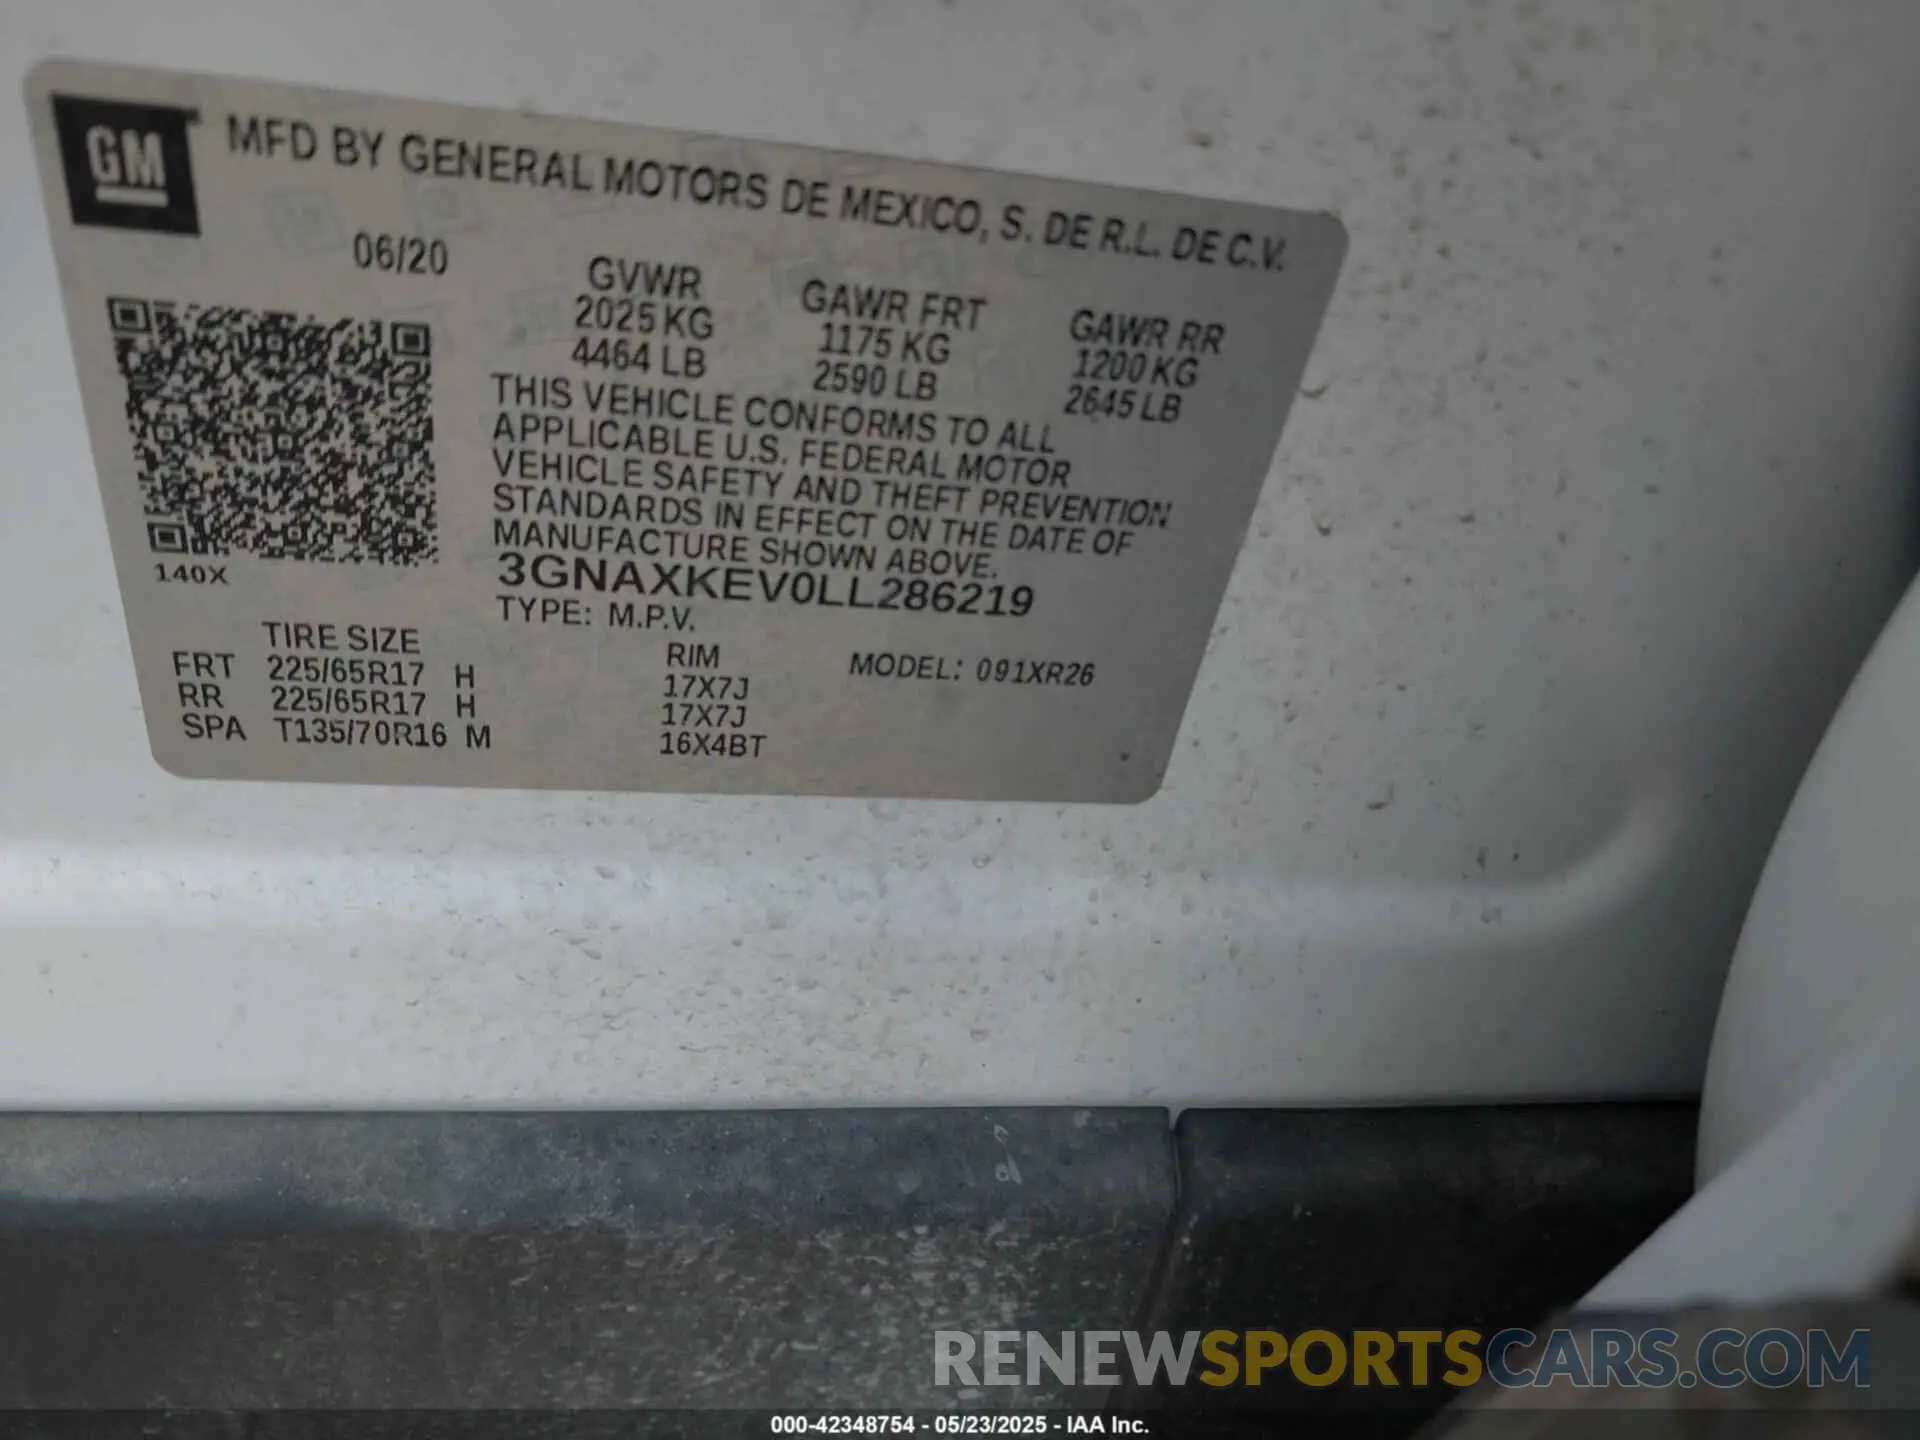 GM
MFD BY GENERAL MOTORS DE MEXICO, S. DE R.L. DE C.V.
06/20
GVWR GAWR FRT GAWR RR
2025 KG 1175 KG 1200 KG
4464 LB 2590 LB 2645 LB
THIS VEHICLE CONFORMS TO ALL
APPLICABLE U.S. FEDERAL MOTOR
VEHICLE SAFETY AND THEFT PREVENTION
STANDARDS IN EFFECT ON THE DATE OF
MANUFACTURE SHOWN ABOVE.
140X
3GNAXKEV0LL286219
TYPE: M.P.V.
TIRE SIZE RIM MODEL: 091XR26
FRT 225/65R17 H 17X7J
RR 225/65R17 H 17X7J
SPA T135/70R16 M 16X4BT
RENEWSPORTSCARS.COM
000-42348754 - 05/23/2025 - IAA Inc.